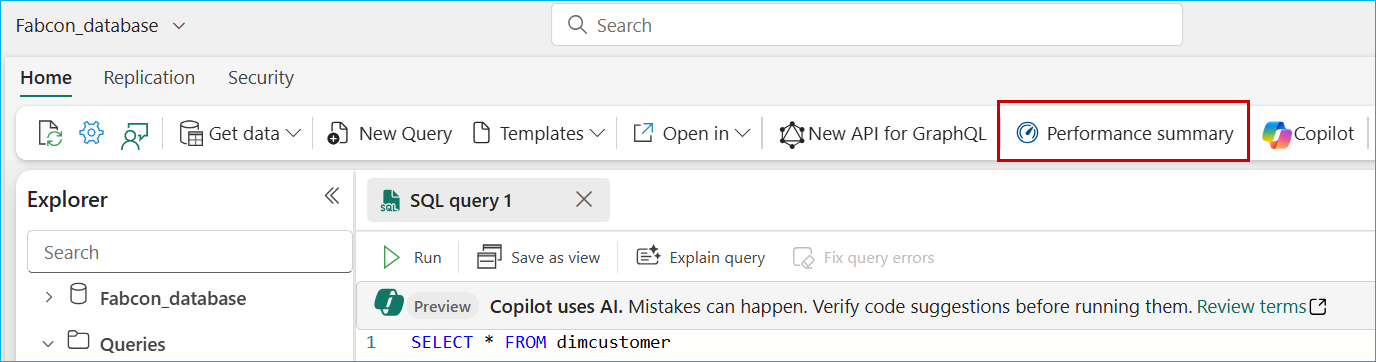 Fabcon_database
Search
Home Replication Security
Get data New Query Templates Open in New API for GraphQL Performance summary Copilot
Explorer
SQL query 1
SQL
Search
Run Save as view Explain query Fix query errors
Fabcon_database
Preview Copilot uses AI. Mistakes can happen. Verify code suggestions before running them. Review terms
Queries
1 SELECT * FROM dimcustomer